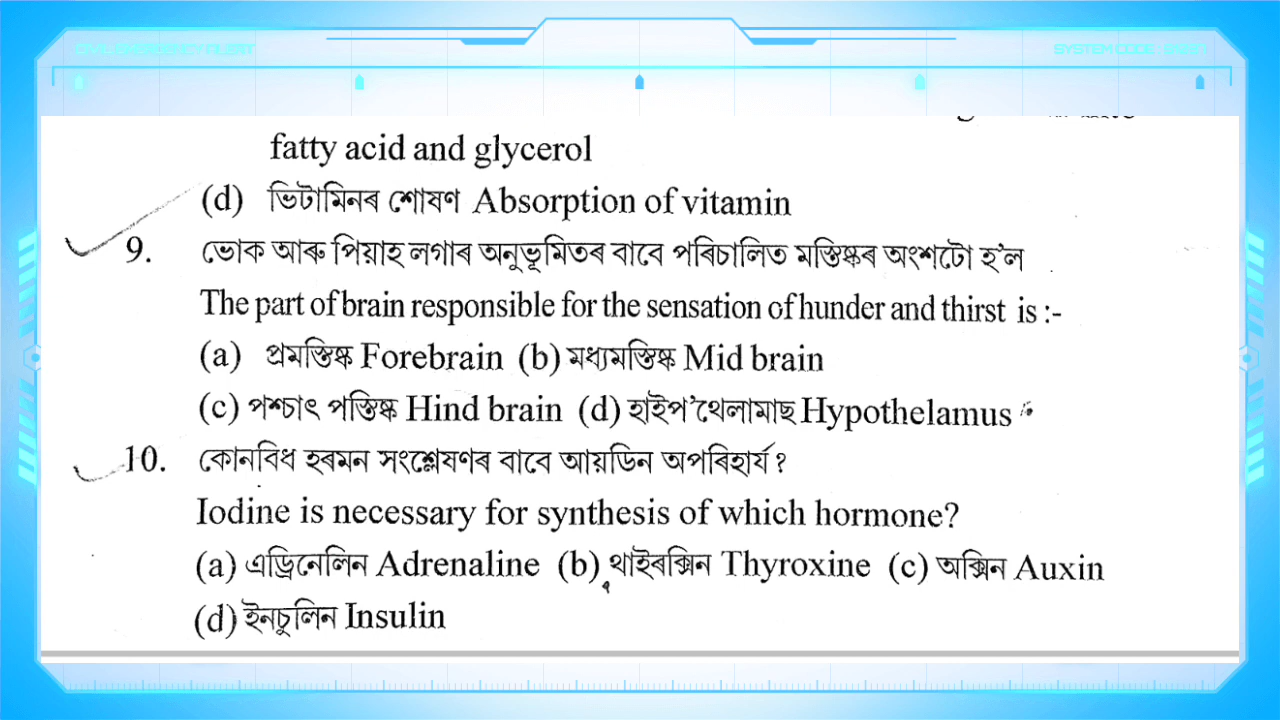 CIVIL EMERGENCY ALERT
fatty acid and glycerol
(d) ভিটামিনৰ শোষণ Absorption of vitamin
9. ভোক আৰু পিয়াহ লগাৰ অনুভূমিতৰ বাবে পৰিচালিত মস্তিষ্কৰ অংশটো হ'ল
The part of brain responsible for the sensation of hunder and thirst is :-
(a) প্ৰমস্তিষ্ক Forebrain (b) মধ্যমস্তিষ্ক Mid brain
(c) পশ্চাৎ পস্তিষ্ক Hind brain (d) হাইপ'থেলামাছ Hypothelamus
10. কোনবিধ হৰমন সংশ্লেষণৰ বাবে আয়ডিন অপৰিহাৰ্য ?
Iodine is necessary for synthesis of which hormone?
(a) এড্ৰিনেলিন Adrenaline (b) থাইৰক্সিন Thyroxine (c) অক্সিন Auxin
(d) ইনচুলিন Insulin